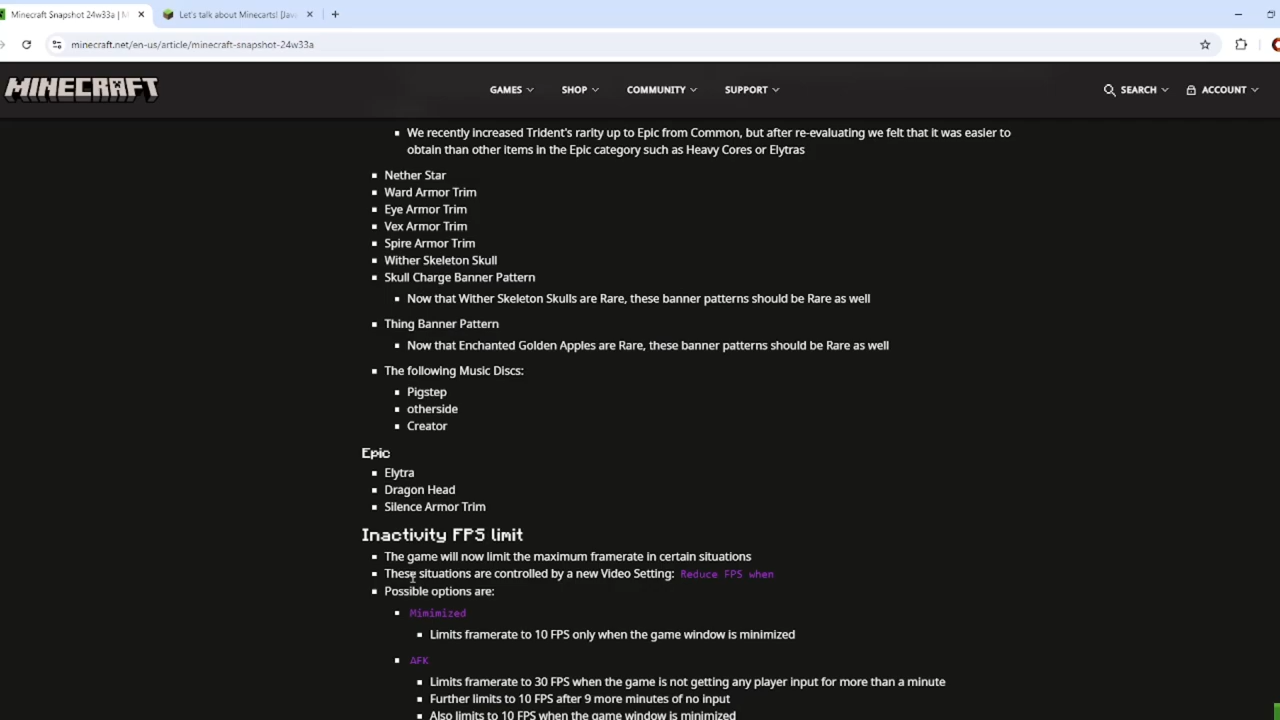 Minecraft Snapshot 24w33a | M
Let's talk about Minecarts! [Jav
minecraft.net/en-us/article/minecraft-snapshot-24w33a
MINECRAFT
GAMES
SHOP
COMMUNITY
SUPPORT
SEARCH
ACCOUNT
We recently increased Trident's rarity up to Epic from Common, but after re-evaluating we felt that it was easier to
obtain than other items in the Epic category such as Heavy Cores or Elytras
Nether Star
Ward Armor Trim
Eye Armor Trim
Vex Armor Trim
Spire Armor Trim
Wither Skeleton Skull
Skull Charge Banner Pattern
Now that Wither Skeleton Skulls are Rare, these banner patterns should be Rare as well
Thing Banner Pattern
Now that Enchanted Golden Apples are Rare, these banner patterns should be Rare as well
The following Music Discs:
Pigstep
otherside
Creator
Epic
Elytra
Dragon Head
Silence Armor Trim
Inactivity FPS limit
The game will now limit the maximum framerate in certain situations
These situations are controlled by a new Video Setting: Reduce FPS when
Possible options are:
Mimimized
Limits framerate to 10 FPS only when the game window is minimized
AFK
Limits framerate to 30 FPS when the game is not getting any player input for more than a minute
Further limits to 10 FPS after 9 more minutes of no input
Also limits to 10 FPS when the game window is minimized